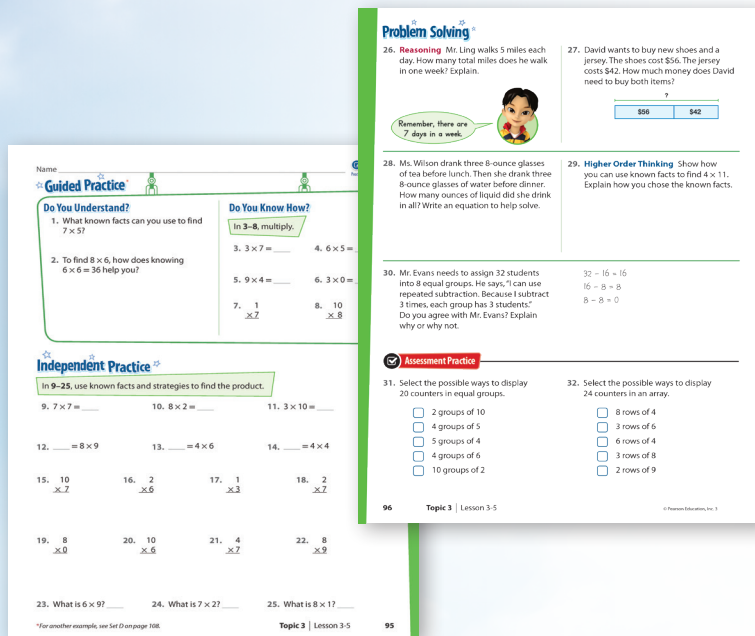 Name
Guided Practice*
Do You Understand?
1. What known facts can you use to find
7 × 5?
2. To find 8 × 6, how does knowing
6 × 6 = 36 help you?
Do You Know How?
In 3–8, multiply.
3. 3 × 7 = ____ 4. 6 × 5 =
5. 9 × 4 = ____ 6. 3 × 0 =
7. 1 8. 10
× 7 × 8
Independent Practice*
In 9–25, use known facts and strategies to find the product.
9. 7 × 7 = ____ 10. 8 × 2 = ____ 11. 3 × 10 = ____
12. ____ = 8 × 9 13. ____ = 4 × 6 14. ____ = 4 × 4
15. 10 16. 2 17. 1 18. 2
× 7 × 6 × 3 × 7
19. 8 20. 10 21. 4 22. 8
× 0 × 6 × 7 × 9
23. What is 6 × 9? ____ 24. What is 7 × 2? ____ 25. What is 8 × 1? ____
*For another example, see Set D on page 108.
Topic 3 | Lesson 3-5 95
Problem Solving*
26. Reasoning Mr. Ling walks 5 miles each
day. How many total miles does he walk
in one week? Explain.
Remember, there are
7 days in a week.
27. David wants to buy new shoes and a
jersey. The shoes cost $56. The jersey
costs $42. How much money does David
need to buy both items?
?
$56 $42
28. Ms. Wilson drank three 8-ounce glasses
of tea before lunch. Then she drank three
8-ounce glasses of water before dinner.
How many ounces of liquid did she drink
in all? Write an equation to help solve.
29. Higher Order Thinking Show how
you can use known facts to find 4 × 11.
Explain how you chose the known facts.
30. Mr. Evans needs to assign 32 students
into 8 equal groups. He says, "I can use
repeated subtraction. Because I subtract
3 times, each group has 3 students."
Do you agree with Mr. Evans? Explain
why or why not.
32 – 16 = 16
16 – 8 = 8
8 – 8 = 0
Assessment Practice
31. Select the possible ways to display
20 counters in equal groups.
2 groups of 10
4 groups of 5
5 groups of 4
4 groups of 6
10 groups of 2
32. Select the possible ways to display
24 counters in an array.
8 rows of 4
3 rows of 6
6 rows of 4
3 rows of 8
2 rows of 9
96 Topic 3 | Lesson 3-5
© Pearson Education, Inc. 3